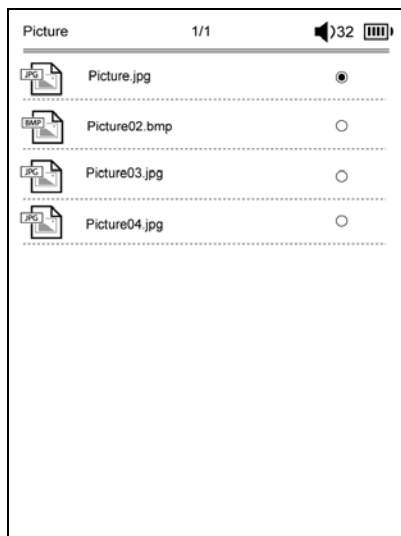 Picture 1/1 32
JPG Picture.jpg
BMP Picture02.bmp
JPG Picture03.jpg
JPG Picture04.jpg